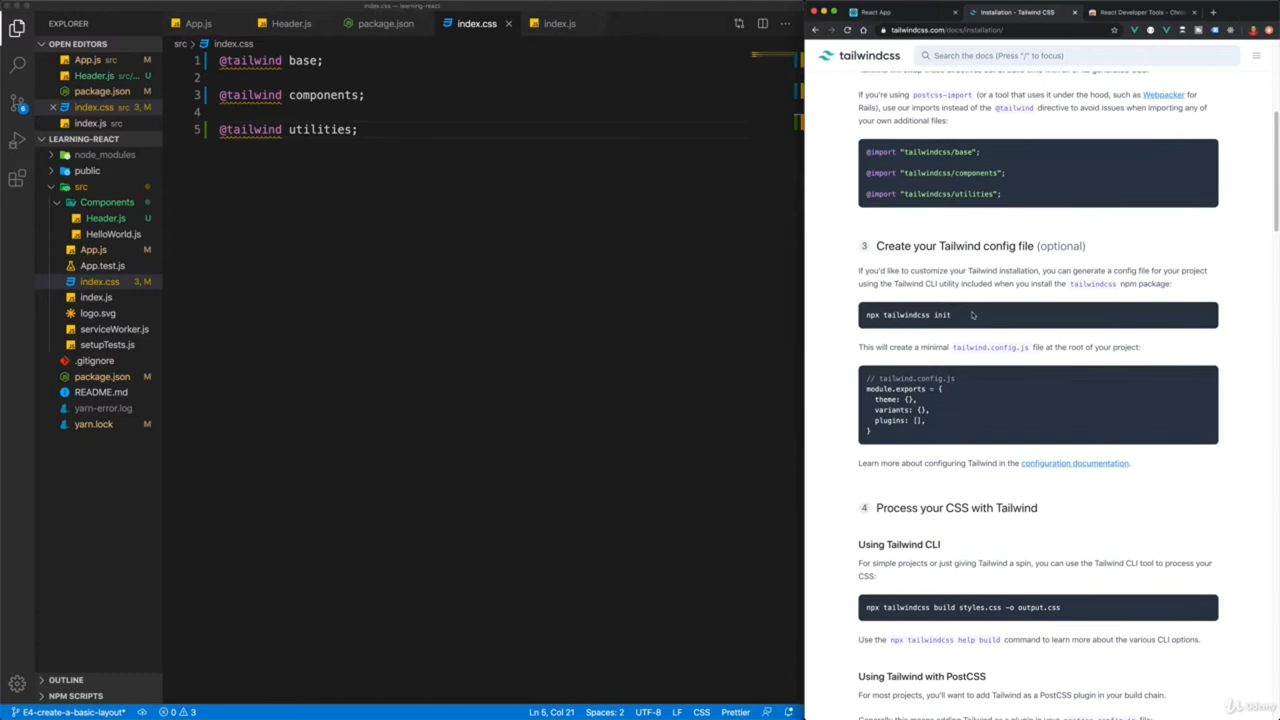 index.css — learning-react
App.js
Header.js
package.json
index.css
index.js
EXPLORER
OPEN EDITORS
App.js src M
Header.js src/... U
package.json M
index.css src 3, M
index.js src
LEARNING-REACT
node_modules
public
src
Components
Header.js U
HelloWorld.js
App.js M
App.test.js
index.css 3, M
index.js
logo.svg
serviceWorker.js
setupTests.js
.gitignore
package.json M
README.md
yarn-error.log
yarn.lock M
OUTLINE
NPM SCRIPTS
src > index.css
1 @tailwind base;
2
3 @tailwind components;
4
5 @tailwind utilities;
E4-create-a-basic-layout* 0 3 Ln 5, Col 21 Spaces: 2 UTF-8 LF CSS Prettier
React App
Installation - Tailwind CSS
React Developer Tools - Chro
tailwindcss.com/docs/installation/
tailwindcss
Search the docs (Press "/" to focus)
If you're using postcss-import (or a tool that uses it under the hood, such as Webpacker for
Rails), use our imports instead of the @tailwind directive to avoid issues when importing any of
your own additional files:
@import "tailwindcss/base";
@import "tailwindcss/components";
@import "tailwindcss/utilities";
3 Create your Tailwind config file (optional)
If you'd like to customize your Tailwind installation, you can generate a config file for your project
using the Tailwind CLI utility included when you install the tailwindcss npm package:
npx tailwindcss init
This will create a minimal tailwind.config.js file at the root of your project:
// tailwind.config.js
module.exports = {
theme: {},
variants: {},
plugins: [],
}
Learn more about configuring Tailwind in the configuration documentation.
4 Process your CSS with Tailwind
Using Tailwind CLI
For simple projects or just giving Tailwind a spin, you can use the Tailwind CLI tool to process your
CSS:
npx tailwindcss build styles.css -o output.css
Use the npx tailwindcss help build command to learn more about the various CLI options.
Using Tailwind with PostCSS
For most projects, you'll want to add Tailwind as a PostCSS plugin in your build chain.
Udemy